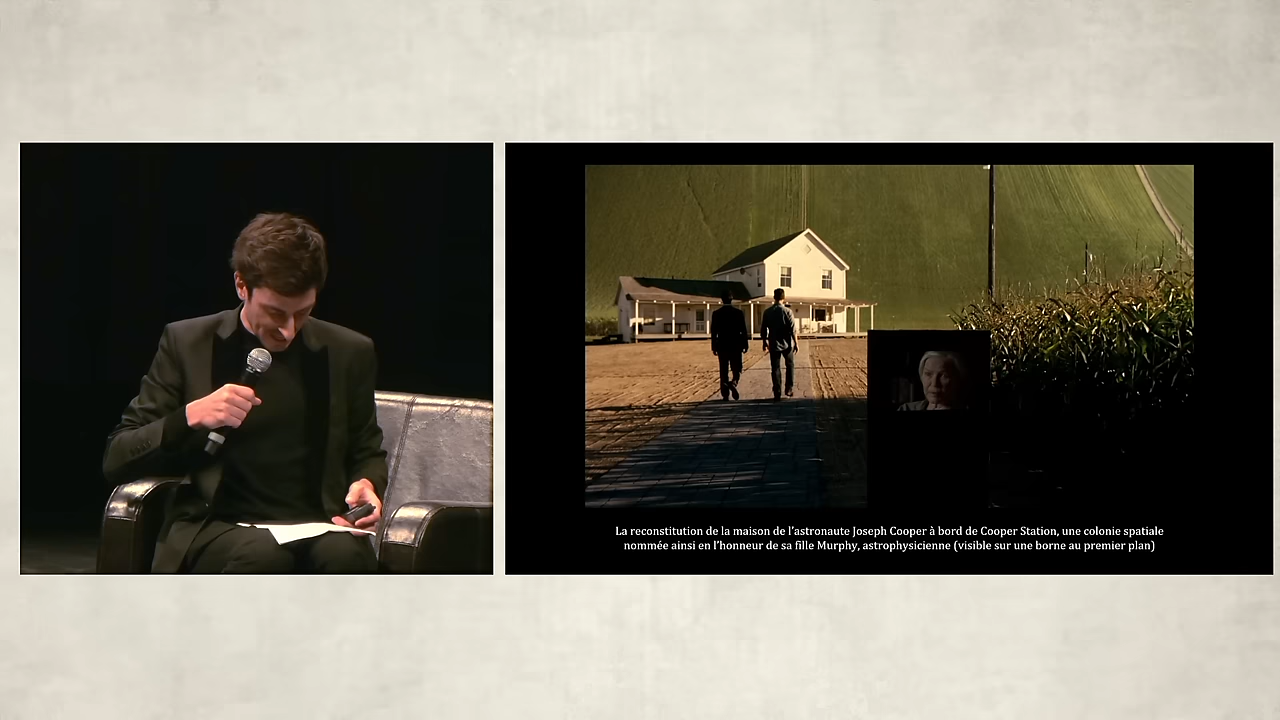 La reconstitution de la maison de l'astronaute Joseph Cooper à bord de Cooper Station, une colonie spatiale
nommée ainsi en l'honneur de sa fille Murphy, astrophysicienne (visible sur une borne au premier plan)